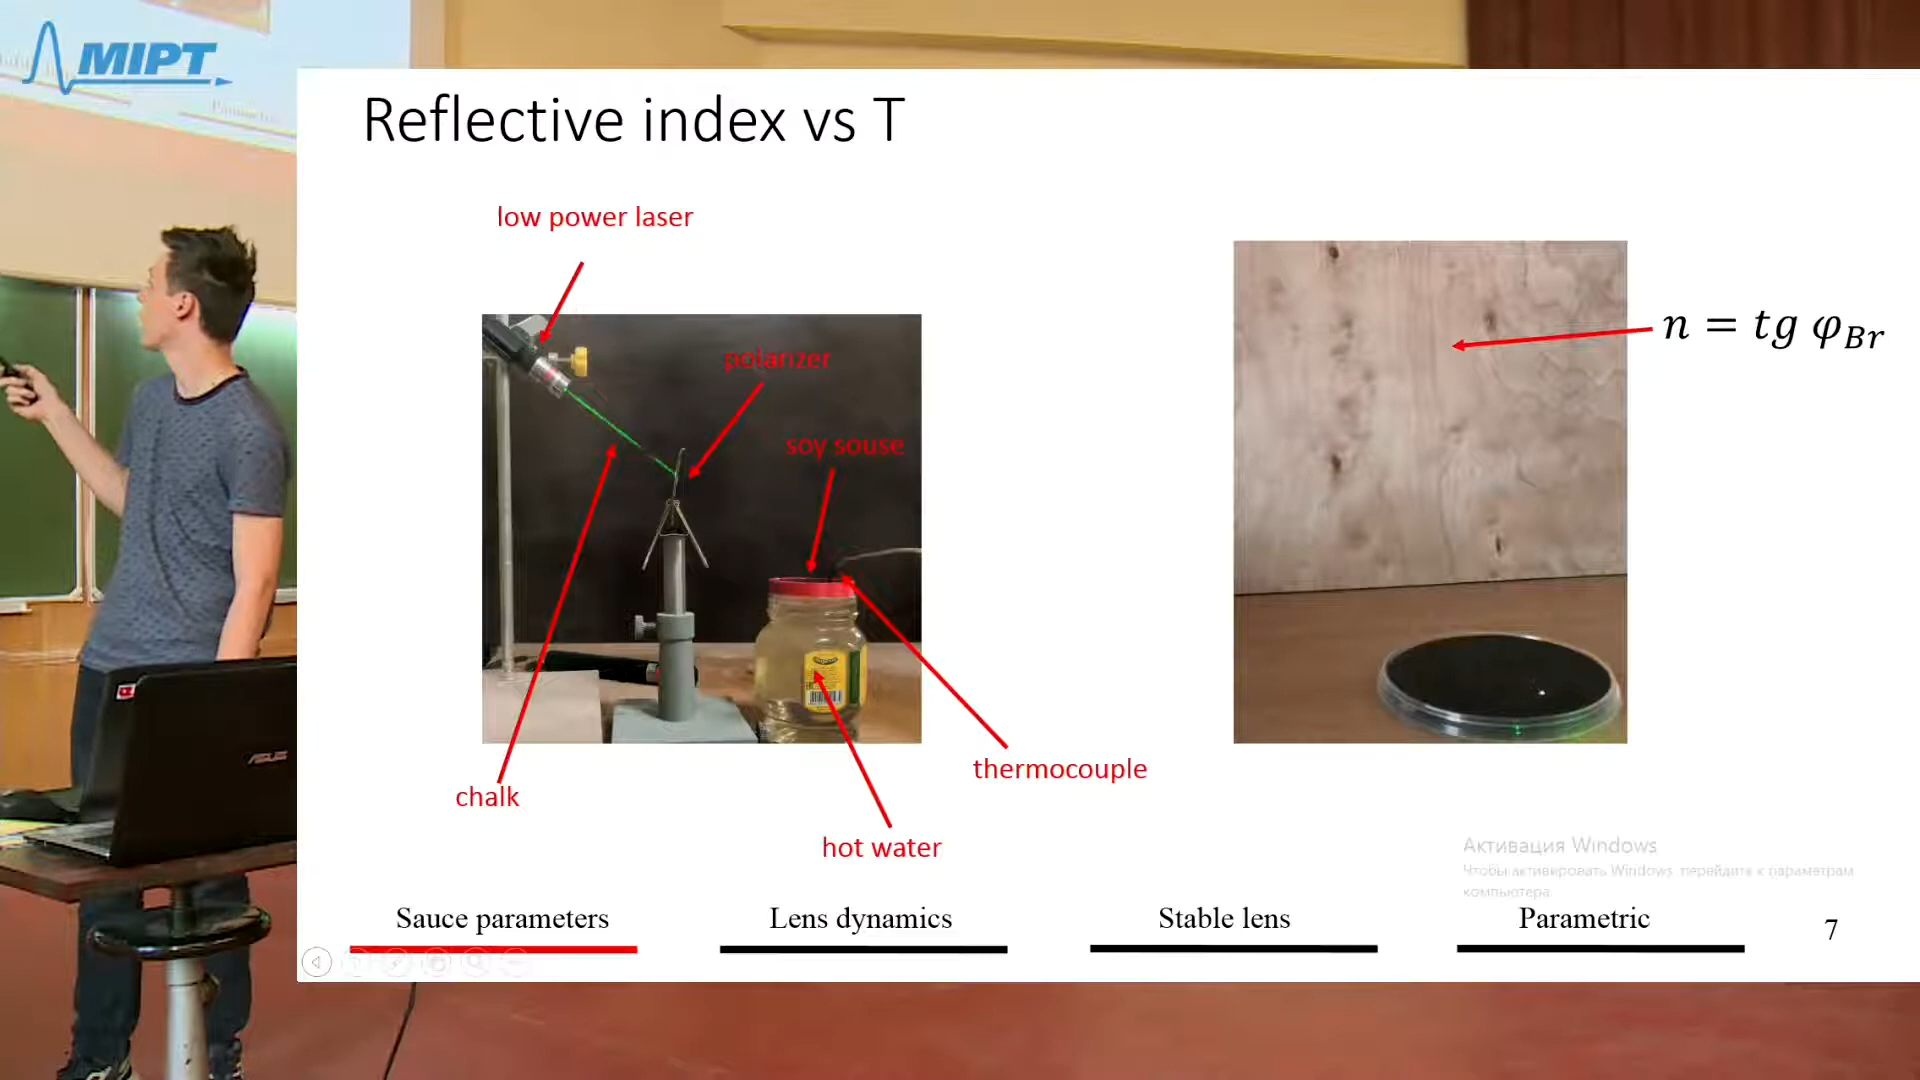 MIPT
Reflective index vs T
low power laser
polarizer
soy souse
n = tg φBr
thermocouple
chalk
hot water
Активация Windows
Чтобы активировать Windows, перейдите к параметрам
компьютера.
Sauce parameters
Lens dynamics
Stable lens
Parametric
7
ASUS